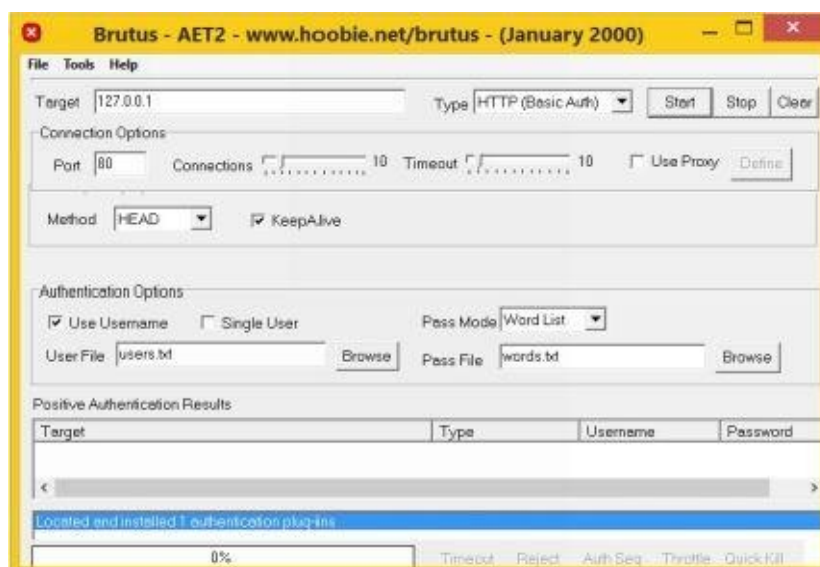 Brutus - AET2 - www.hoobie.net/brutus - (January 2000)
File Tools Help
Target 127.0.0.1 Type HTTP (Basic Auth) Start Stop Clear
Connection Options
Port 80 Connections 10 Timeout 10 Use Proxy Define
Method HEAD KeepAlive
Authentication Options
Use Username Single User Pass Mode Word List
User File users.txt Browse Pass File words.txt Browse
Positive Authentication Results
Target Type Username Password
Located and installed 1 authentication plug-ins
0% Timeout Reject Auth Seq Throttle Quick Kill